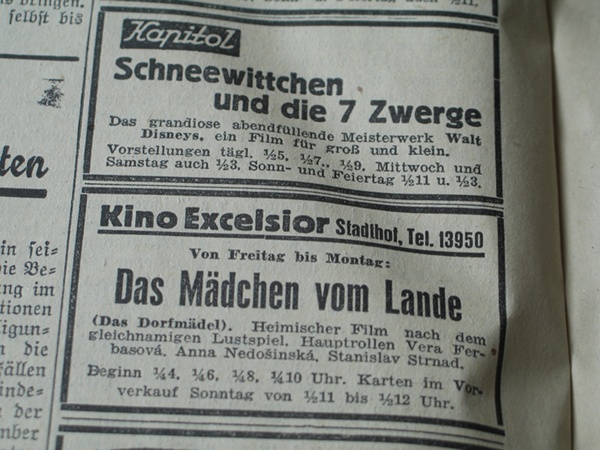 selbst bis
Kapitol
Schneewittchen
und die 7 Zwerge
Das grandiose abendfüllende Meisterwerk Walt
Disneys, ein Film für groß und klein.
Vorstellungen tägl. ½5, ½7,, ½9, Mittwoch und
Samstag auch ½3, Sonn- und Feiertag ½11 u. ½3.
Kino Excelsior Stadthof, Tel. 13950
Von Freitag bis Montag:
Das Mädchen vom Lande
(Das Dorfmädel). Heimischer Film nach dem
gleichnamigen Lustspiel. Hauptrollen Vera Fer-
basová, Anna Nedošinská, Stanislav Strnad.
Beginn ¼4, ¼6, ¼8, ¼10 Uhr. Karten im Vor-
verkauf Sonntag von ½11 bis ½12 Uhr.
ten
in sei-
die Be-
ng im
tionen
igun-
n die
fällen
inde-
n der
mber